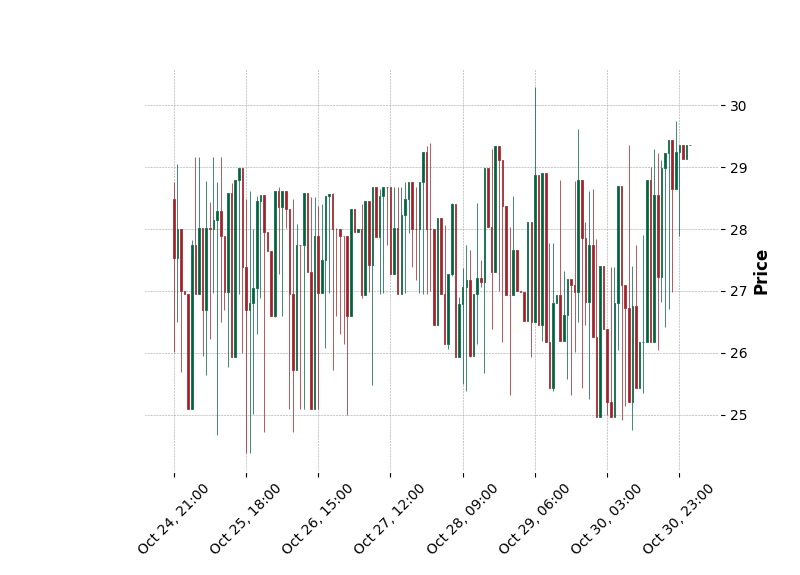 30
29
28
27
26
25
Price
Oct 24, 21:00
Oct 25, 18:00
Oct 26, 15:00
Oct 27, 12:00
Oct 28, 09:00
Oct 29, 06:00
Oct 30, 03:00
Oct 30, 23:00